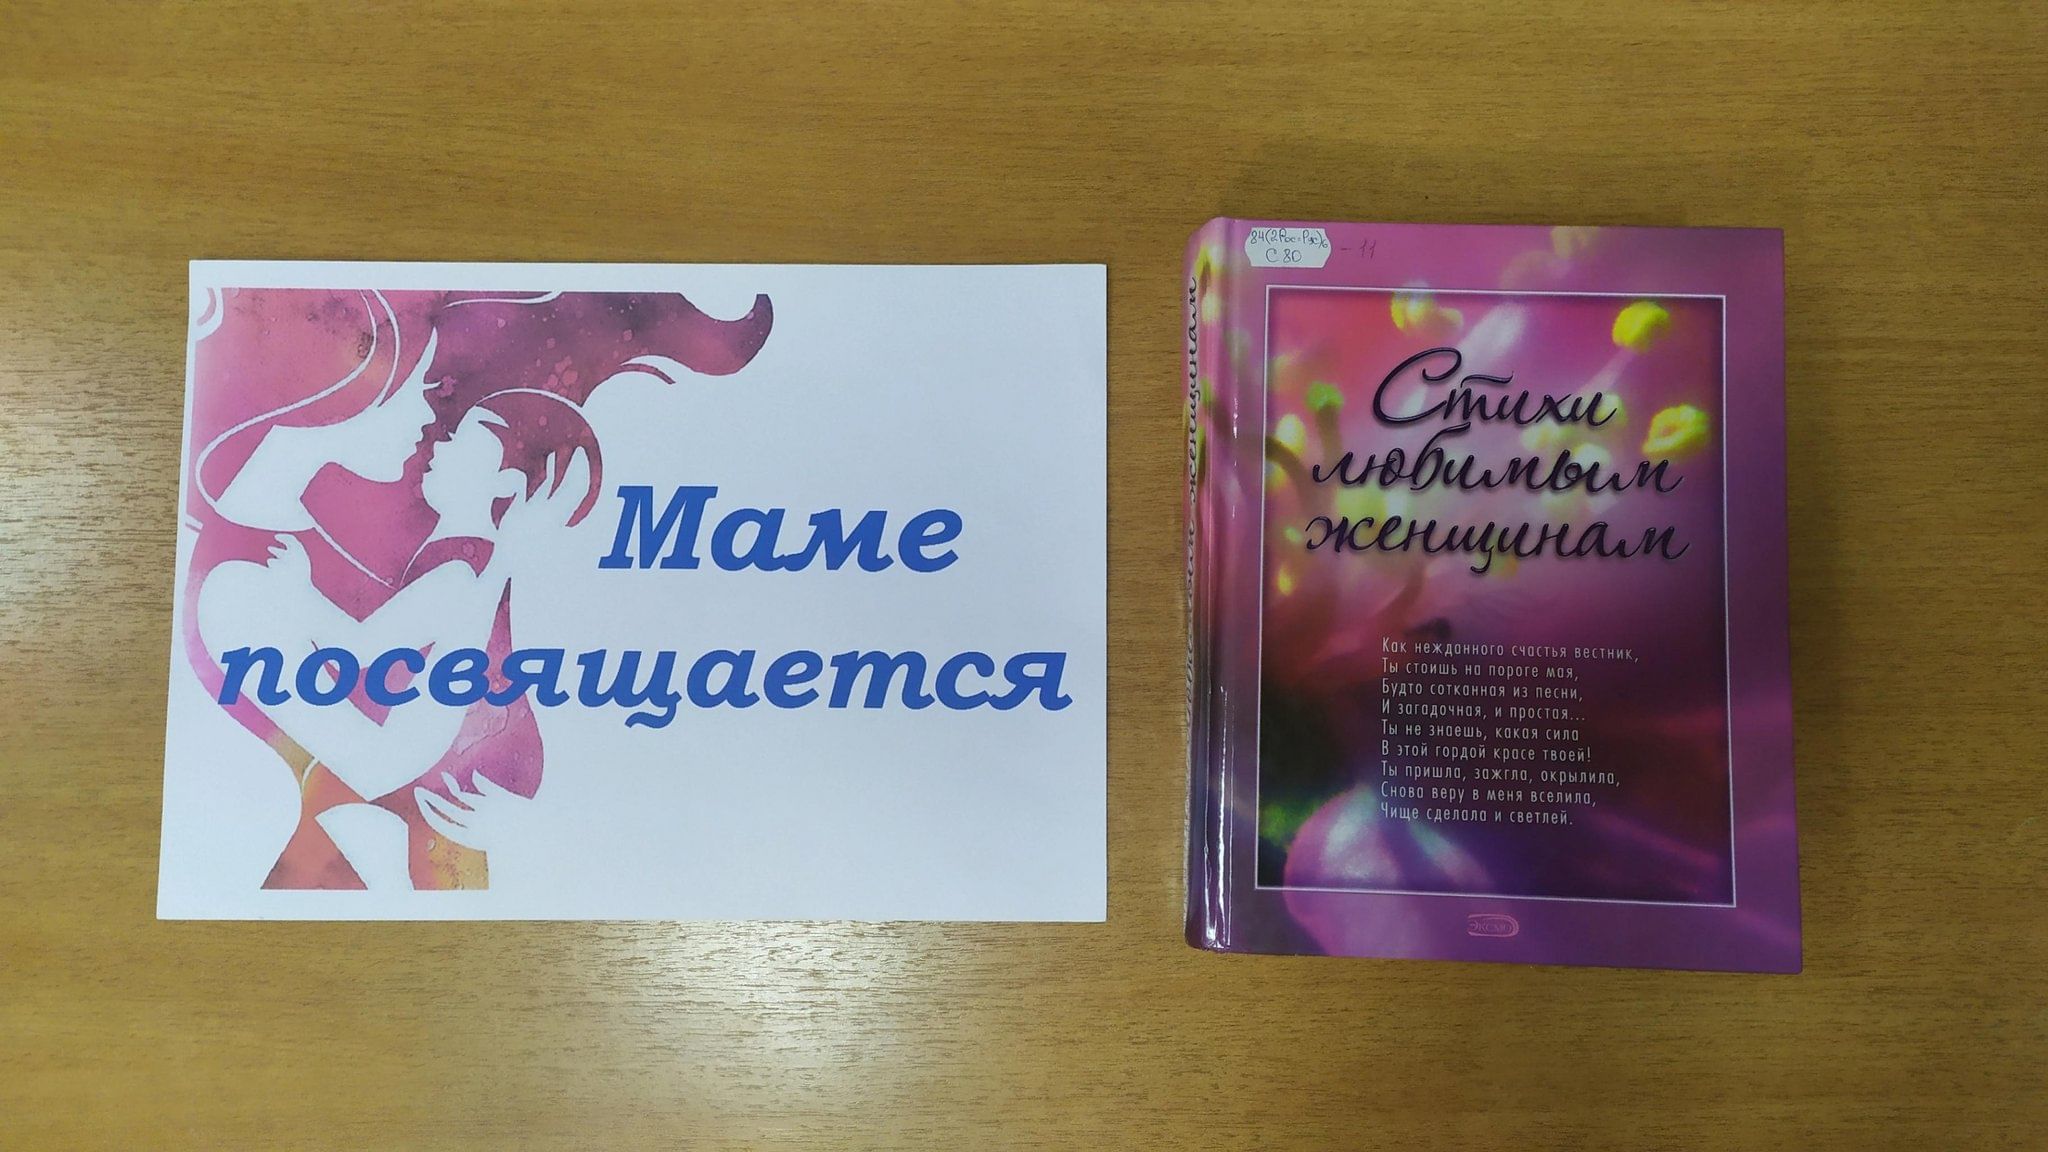 Маме
посвящается
84(2Рос=Рус)6
С 80
-11
Стихи
любимым
женщинам
Как нежданного счастья вестник,
Ты стоишь на пороге мая,
Будто сотканная из песни,
И загадочная, и простая...
Ты не знаешь, какая сила
В этой гордой красе твоей!
Ты пришла, зажгла, окрылила,
Снова веру в меня вселила,
Чище сделала и светлей.
ЭКСМО
женщинам